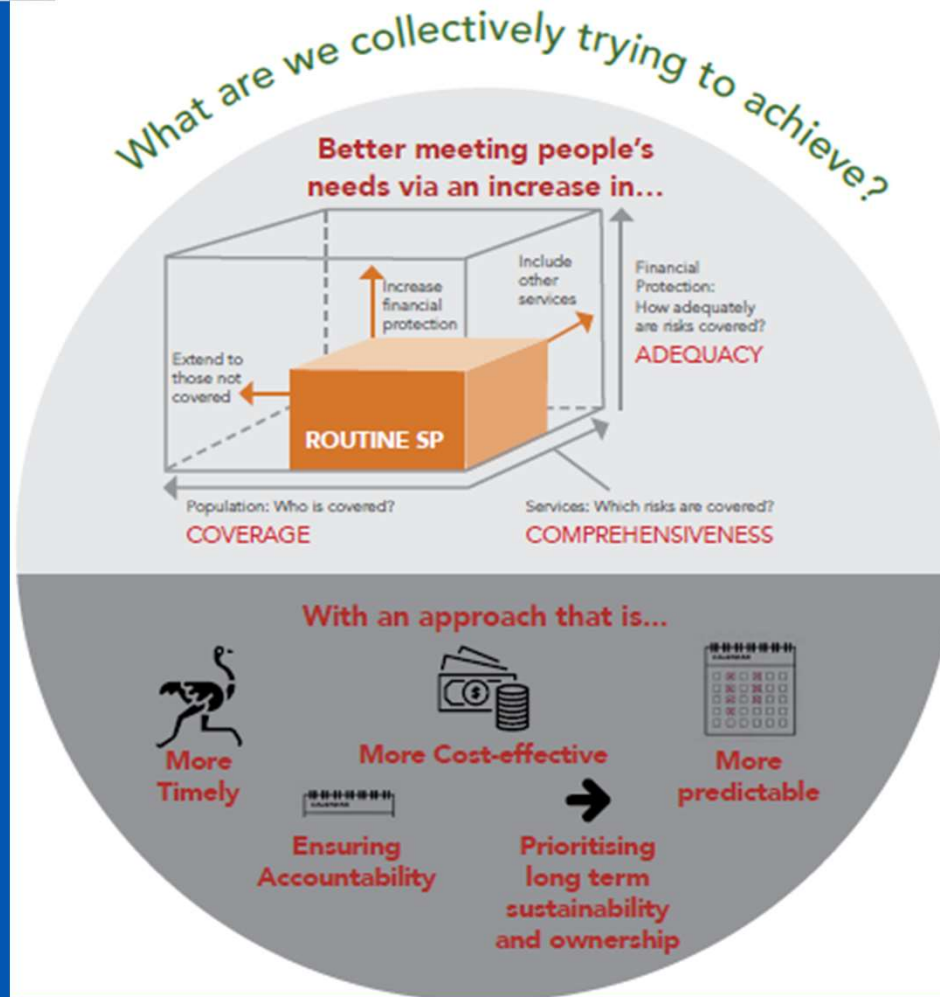 What are we collectively trying to achieve?
Better meeting people's
needs via an increase in...
Increase
financial
protection
Include
other
services
Financial
Protection:
How adequately
are risks covered?
ADEQUACY
Extend to
those not
covered
ROUTINE SP
Population: Who is covered?
COVERAGE
Services: Which risks are covered?
COMPREHENSIVENESS
With an approach that is...
CALENDAR
More
Timely
More Cost-effective
More
predictable
CALENDAR
Ensuring
Accountability
Prioritising
long term
sustainability
and ownership